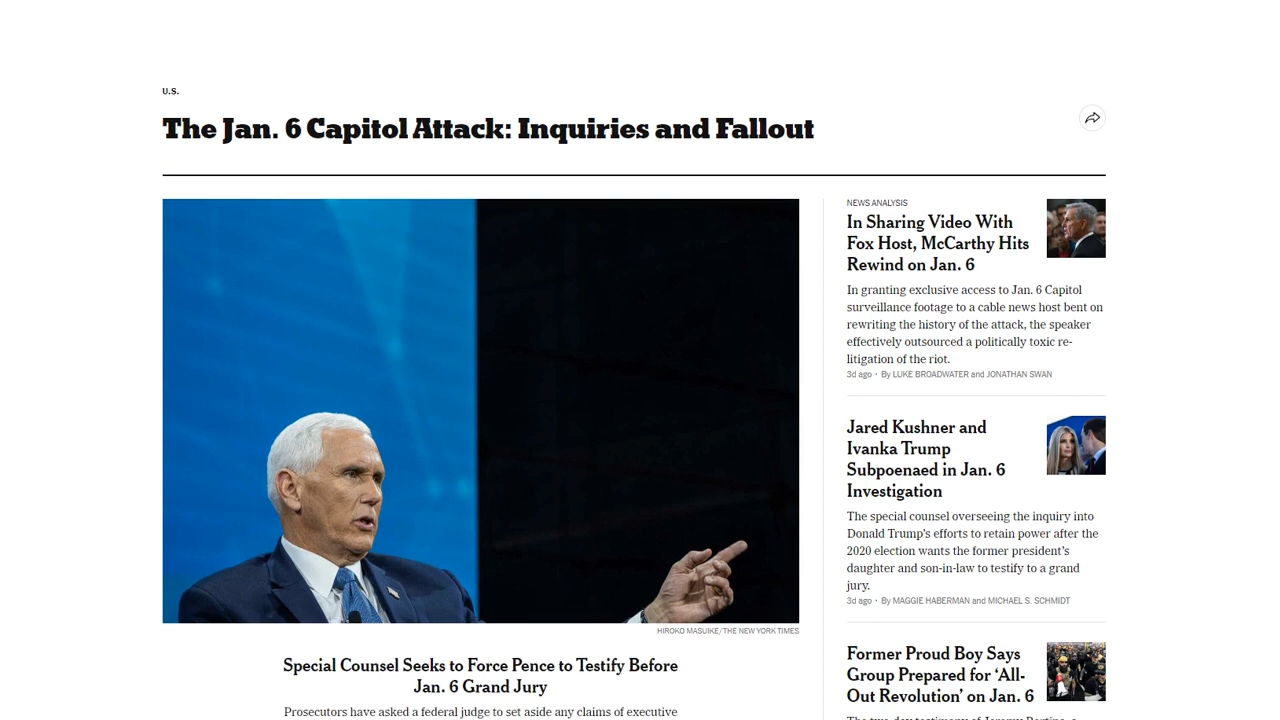 U.S.
The Jan. 6 Capitol Attack: Inquiries and Fallout
HIROKO MASUIKE/THE NEW YORK TIMES
Special Counsel Seeks to Force Pence to Testify Before
Jan. 6 Grand Jury
Prosecutors have asked a federal judge to set aside any claims of executive
NEWS ANALYSIS
In Sharing Video With
Fox Host, McCarthy Hits
Rewind on Jan. 6
In granting exclusive access to Jan. 6 Capitol
surveillance footage to a cable news host bent on
rewriting the history of the attack, the speaker
effectively outsourced a politically toxic re-
litigation of the riot.
3d ago · By LUKE BROADWATER and JONATHAN SWAN
Jared Kushner and
Ivanka Trump
Subpoenaed in Jan. 6
Investigation
The special counsel overseeing the inquiry into
Donald Trump's efforts to retain power after the
2020 election wants the former president's
daughter and son-in-law to testify to a grand
jury.
3d ago · By MAGGIE HABERMAN and MICHAEL S. SCHMIDT
Former Proud Boy Says
Group Prepared for 'All-
Out Revolution' on Jan. 6